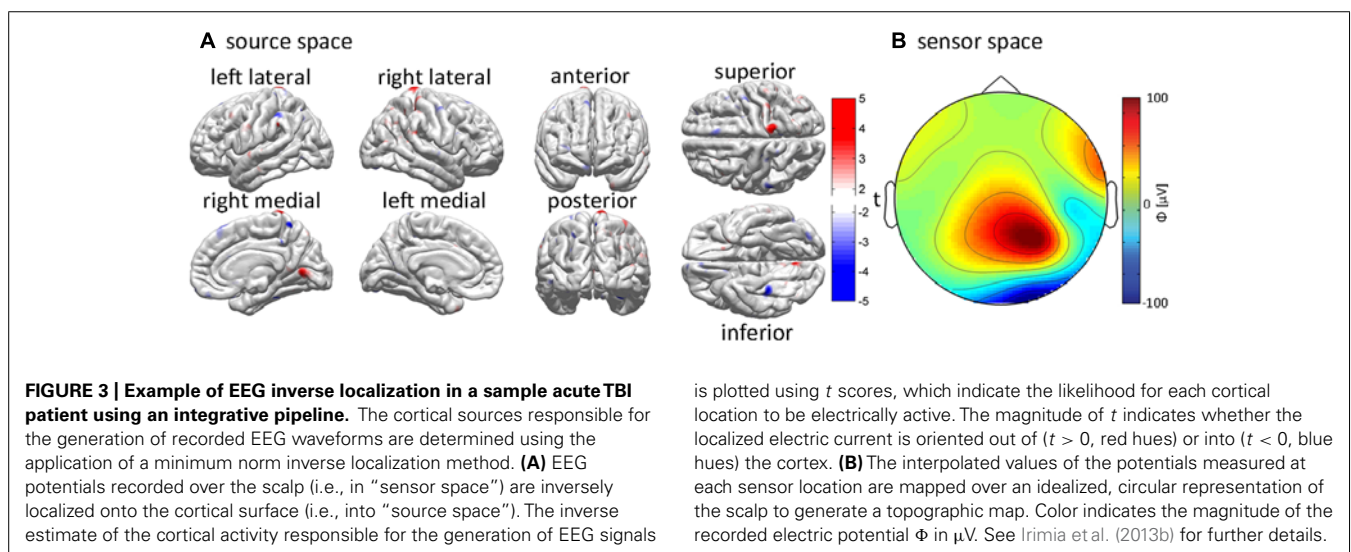 A source space
B sensor space
left lateral
right lateral
anterior
superior
right medial
left medial
posterior
inferior
5
4
3
2
-2
-3
-4
-5
t
100
0
-100
Φ [µV]
FIGURE 3 | Example of EEG inverse localization in a sample acute TBI
patient using an integrative pipeline. The cortical sources responsible for
the generation of recorded EEG waveforms are determined using the
application of a minimum norm inverse localization method. (A) EEG
potentials recorded over the scalp (i.e., in “sensor space”) are inversely
localized onto the cortical surface (i.e., into “source space”). The inverse
estimate of the cortical activity responsible for the generation of EEG signals
is plotted using t scores, which indicate the likelihood for each cortical
location to be electrically active. The magnitude of t indicates whether the
localized electric current is oriented out of (t > 0, red hues) or into (t < 0, blue
hues) the cortex. (B) The interpolated values of the potentials measured at
each sensor location are mapped over an idealized, circular representation of
the scalp to generate a topographic map. Color indicates the magnitude of the
recorded electric potential Φ in µV. See Irimia et al. (2013b) for further details.